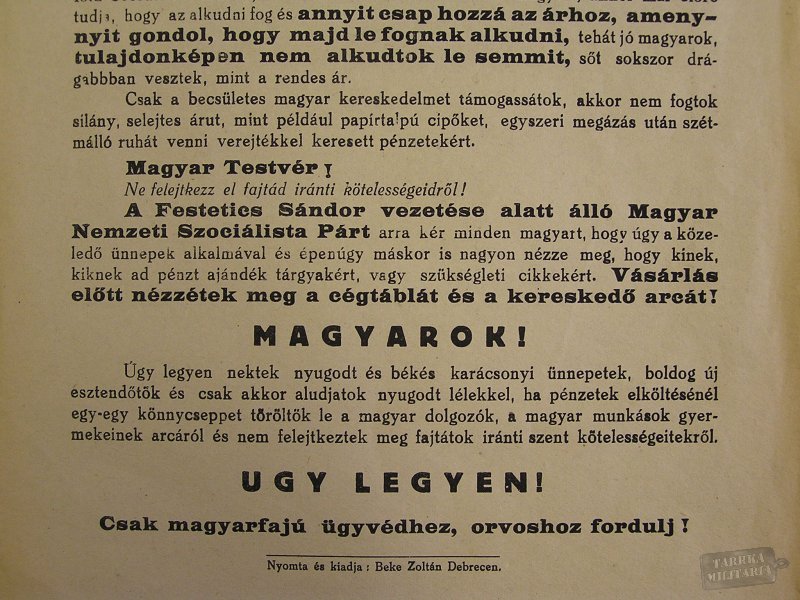 tudja, hogy az alkudni fog és annyit csap hozzá az árhoz, ameny-
nyit gondol, hogy majd le fognak alkudni, tehát jó magyarok,
tulajdonképen nem alkudtok le semmit, sőt sokszor drá-
gábbban vesztek, mint a rendes ár.
Csak a becsületes magyar kereskedelmet támogassátok, akkor nem fogtok
silány, selejtes árut, mint például papírtalpú cipőket, egyszeri megázás után szét-
málló ruhát venni verejtékkel keresett pénzetekért.
Magyar Testvér!
Ne felejtkezz el fajtád iránti kötelességeidről!
A Festetics Sándor vezetése alatt álló Magyar
Nemzeti Szociálista Párt arra kér minden magyart, hogy úgy a köze-
ledő ünnepek alkalmával és épenúgy máskor is nagyon nézze meg, hogy kinek,
kiknek ad pénzt ajándék tárgyakért, vagy szükségleti cikkekért. Vásárlás
előtt nézzétek meg a cégtáblát és a kereskedő arcát!
MAGYAROK!
Úgy legyen nektek nyugodt és békés karácsonyi ünnepetek, boldog új
esztendőtök és csak akkor aludjatok nyugodt lélekkel, ha pénzetek elköltésénél
egy-egy könnycseppet töröltök le a magyar dolgozók, a magyar munkások gyer-
mekeinek arcáról és nem felejtkeztek meg fajtátok iránti szent kötelességeitekről.
UGY LEGYEN!
Csak magyarfajú ügyvédhez, orvoshoz fordulj!
Nyomta és kiadja: Beke Zoltán Debrecen.
TARRKA
MILITARIA